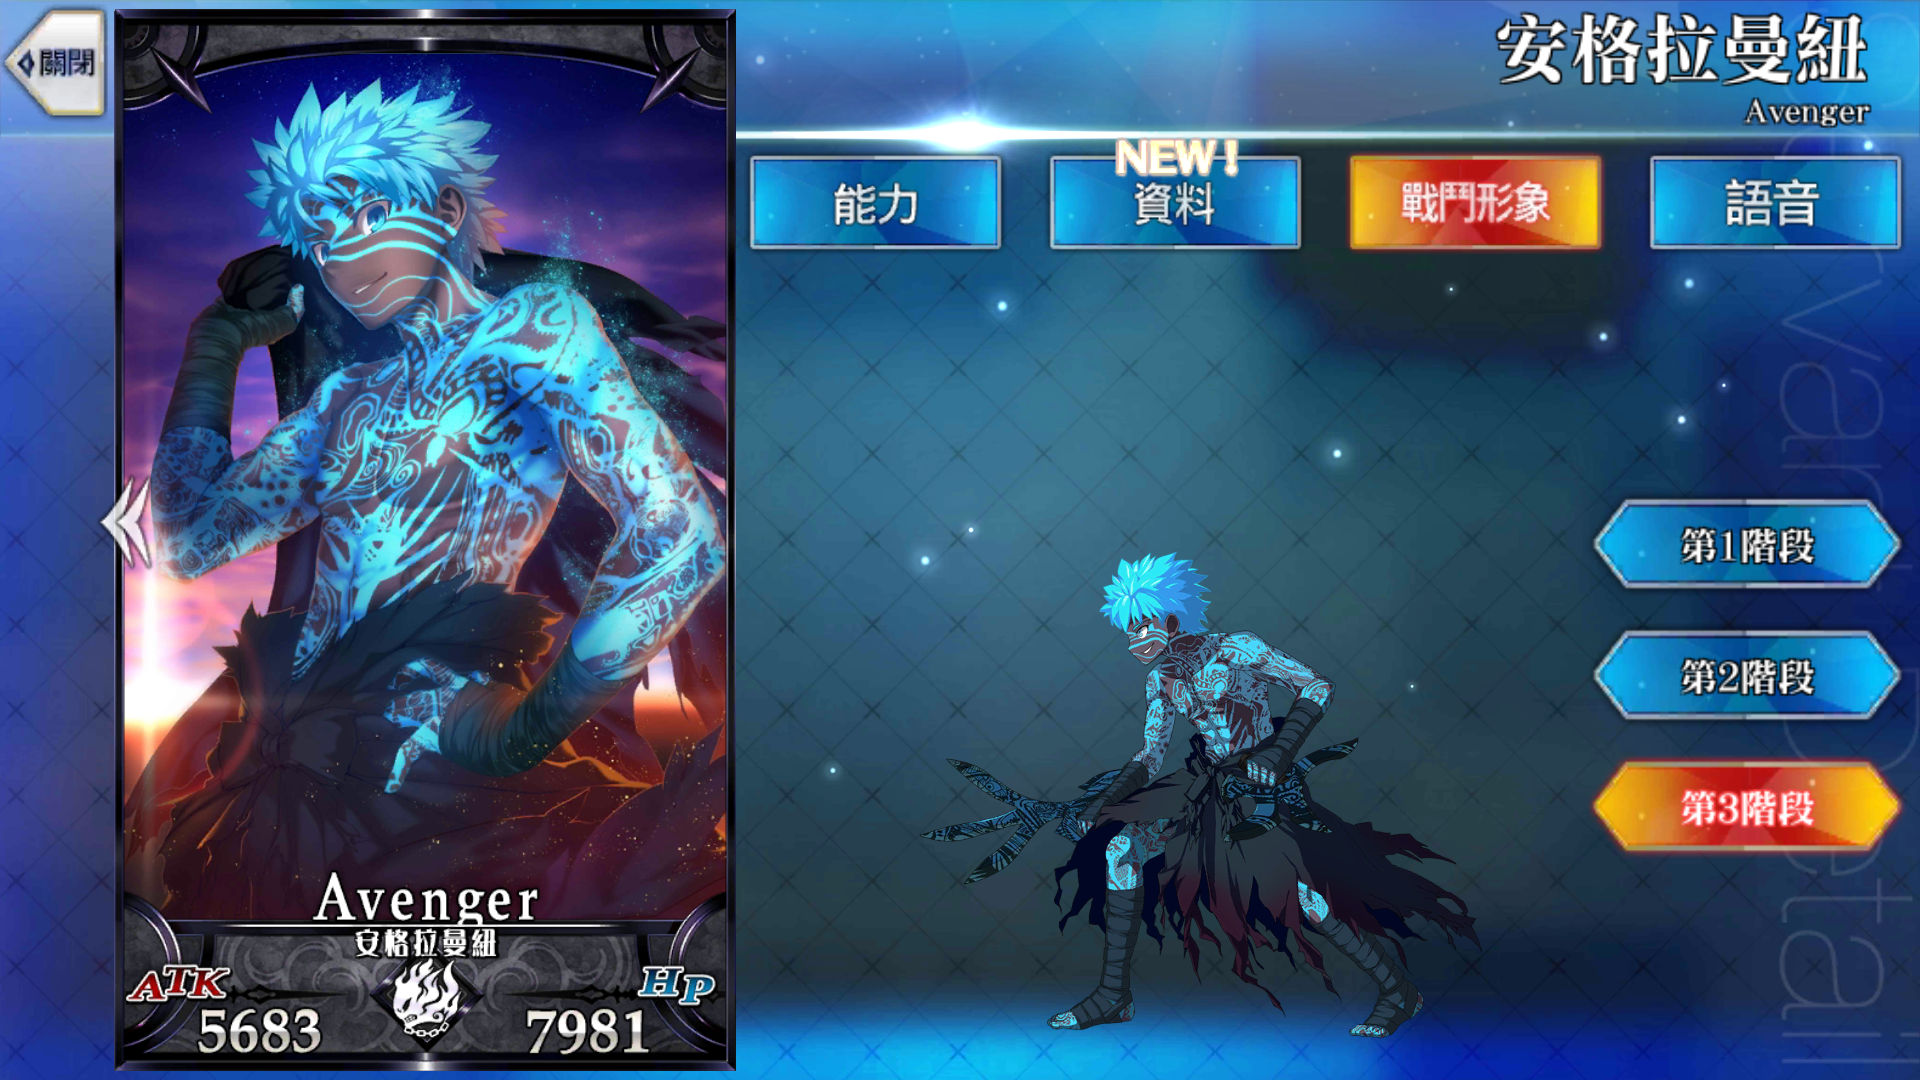 關閉
安格拉曼紐
Avenger
能力
NEW!
資料
戰鬥形象
語音
第1階段
第2階段
第3階段
Avenger
安格拉曼紐
ATK
HP
5683
7981
Servant Detail